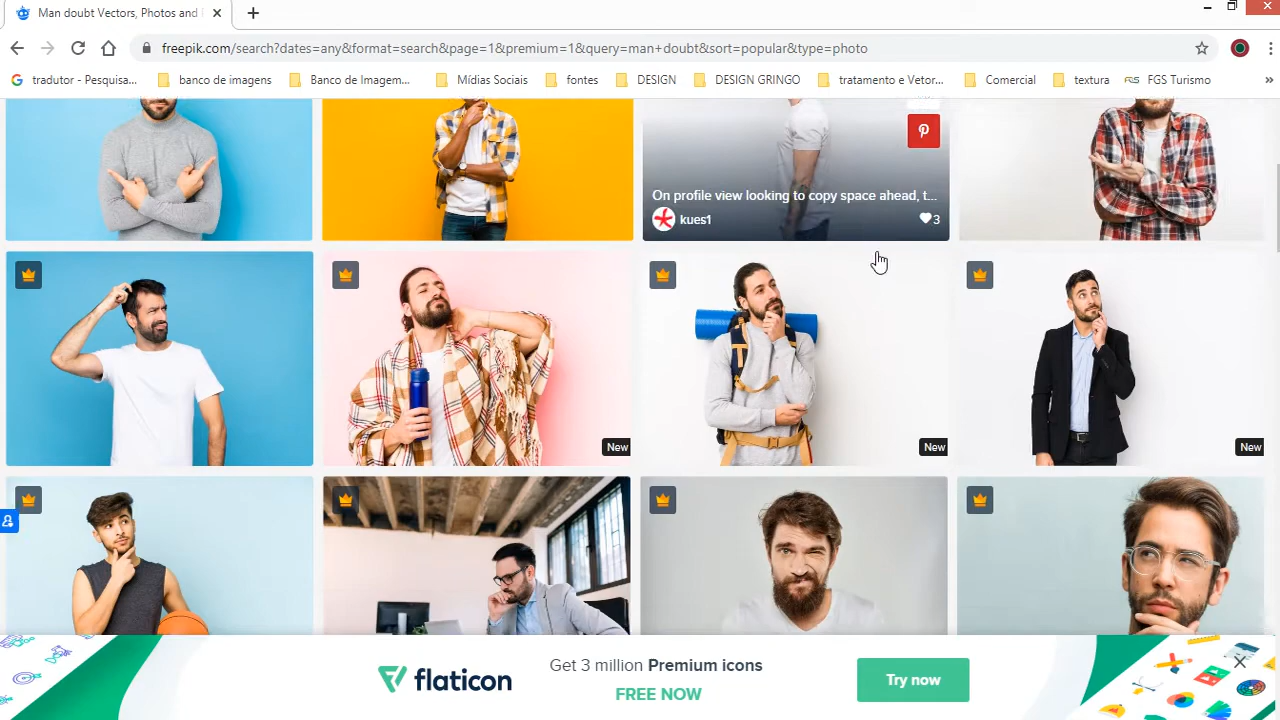 Man doubt Vectors, Photos and
freepik.com/search?dates=any&format=search&page=1&premium=1&query=man+doubt&sort=popular&type=photo
tradutor - Pesquisa...
banco de imagens
Banco de Imagem...
Mídias Sociais
fontes
DESIGN
DESIGN GRINGO
tratamento e Vetor...
Comercial
textura
FGS Turismo
On profile view looking to copy space ahead, t...
kues1
3
New
New
New
flaticon
Get 3 million Premium icons
FREE NOW
Try now